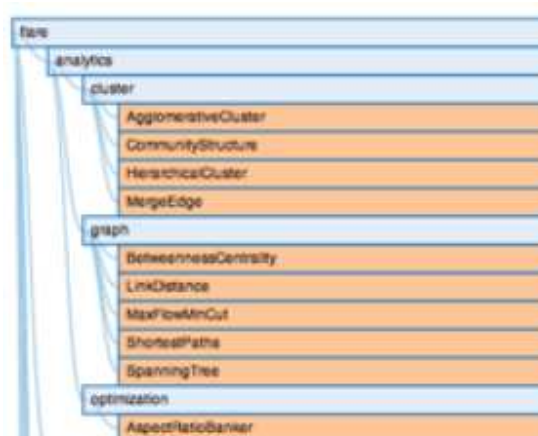 flare
analytics
cluster
AgglomerativeCluster
CommunityStructure
HierarchicalCluster
MergeEdge
graph
BetweennessCentrality
LinkDistance
MaxFlowMinCut
ShortestPaths
SpanningTree
optimization
AspectRatioBanker